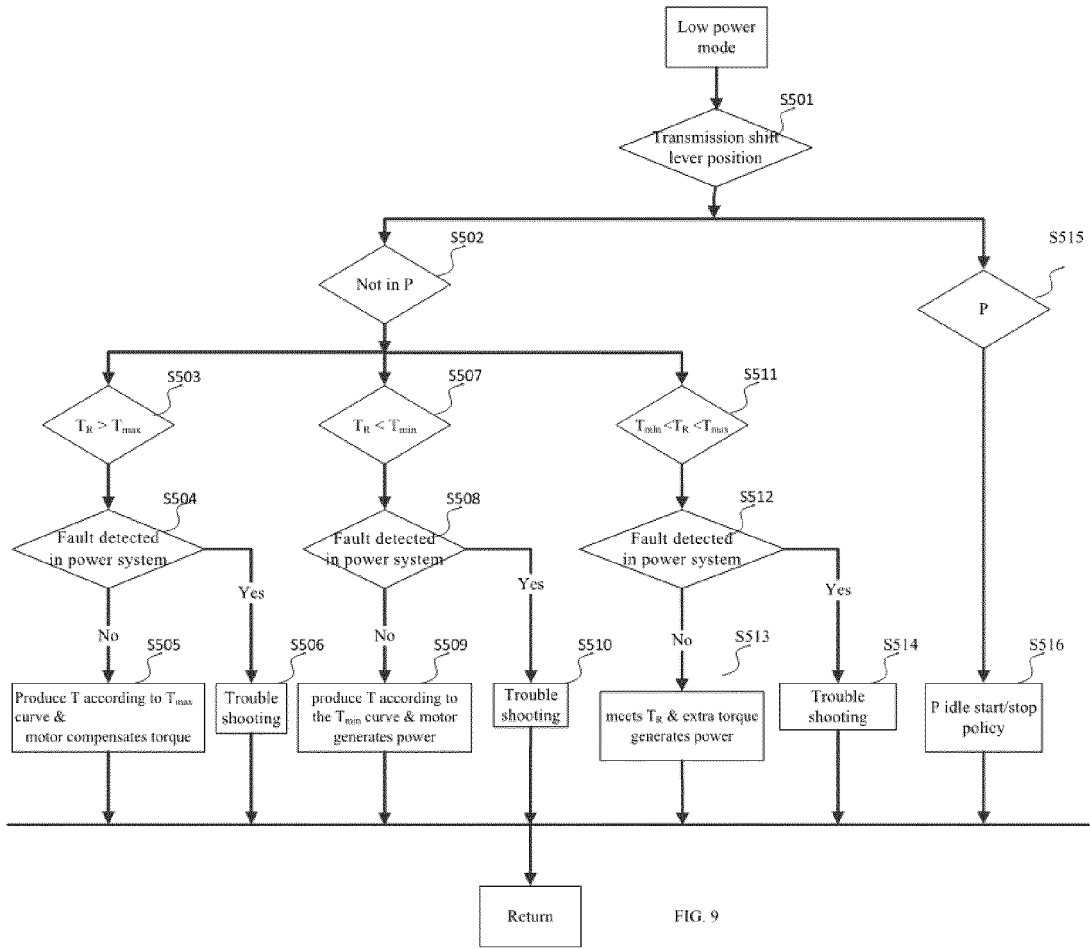 Low power
mode
S501
Transmission shift
lever position
S502
Not in P
S515
P
S503
T_R > T_max
S507
T_R < T_min
S511
T_min <T_R <T_max
S504
Fault detected
in power system
S508
Fault detected
in power system
S512
Fault detected
in power system
Yes
Yes
Yes
No
No
No
S505
Produce T according to T_max
curve &
motor compensates torque
S506
Trouble
shooting
S509
produce T according to
the T_min curve & motor
generates power
S510
Trouble
shooting
S513
meets T_R & extra torque
generates power
S514
Trouble
shooting
S516
P idle start/stop
policy
Return
FIG. 9